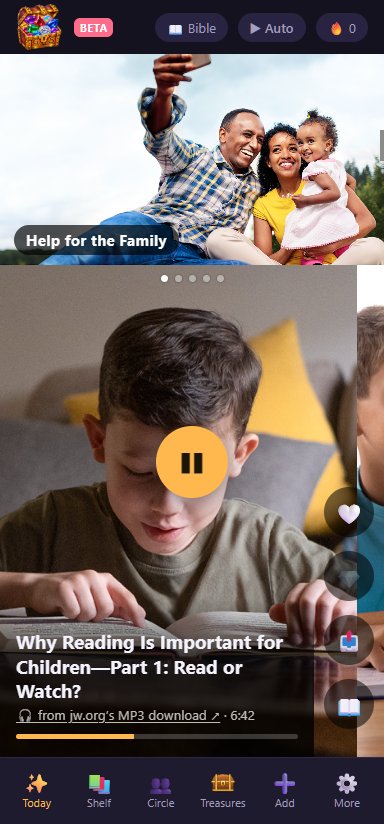 BETA
Bible
Auto
0
Help for the Family
Why Reading Is Important for
Children—Part 1: Read or
Watch?
from jw.org's MP3 download ↗ · 6:42
Today
Shelf
Circle
Treasures
Add
More